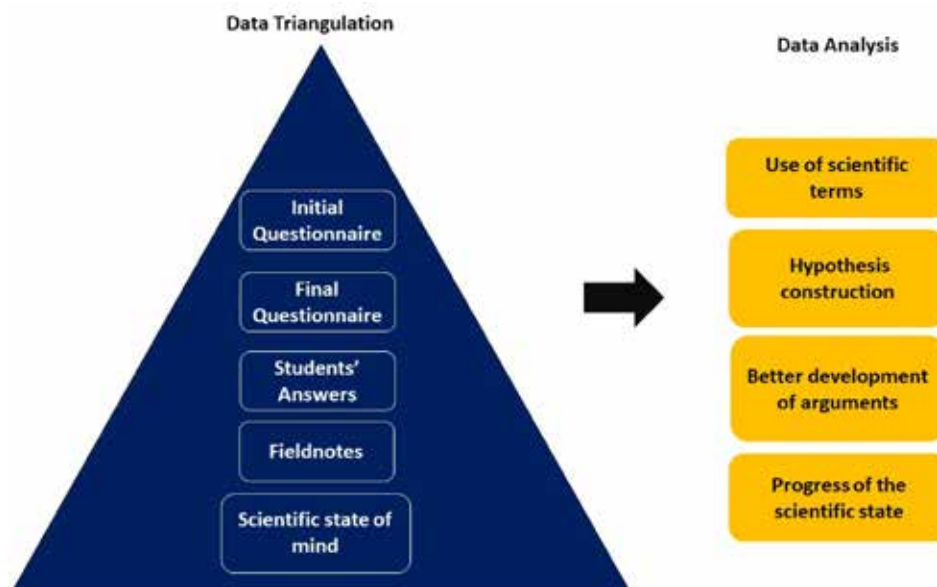 Data Triangulation
Initial
Questionnaire
Final
Questionnaire
Students’
Answers
Fieldnotes
Scientific state of
mind
Data Analysis
Use of scientific
terms
Hypothesis
construction
Better development
of arguments
Progress of the
scientific state